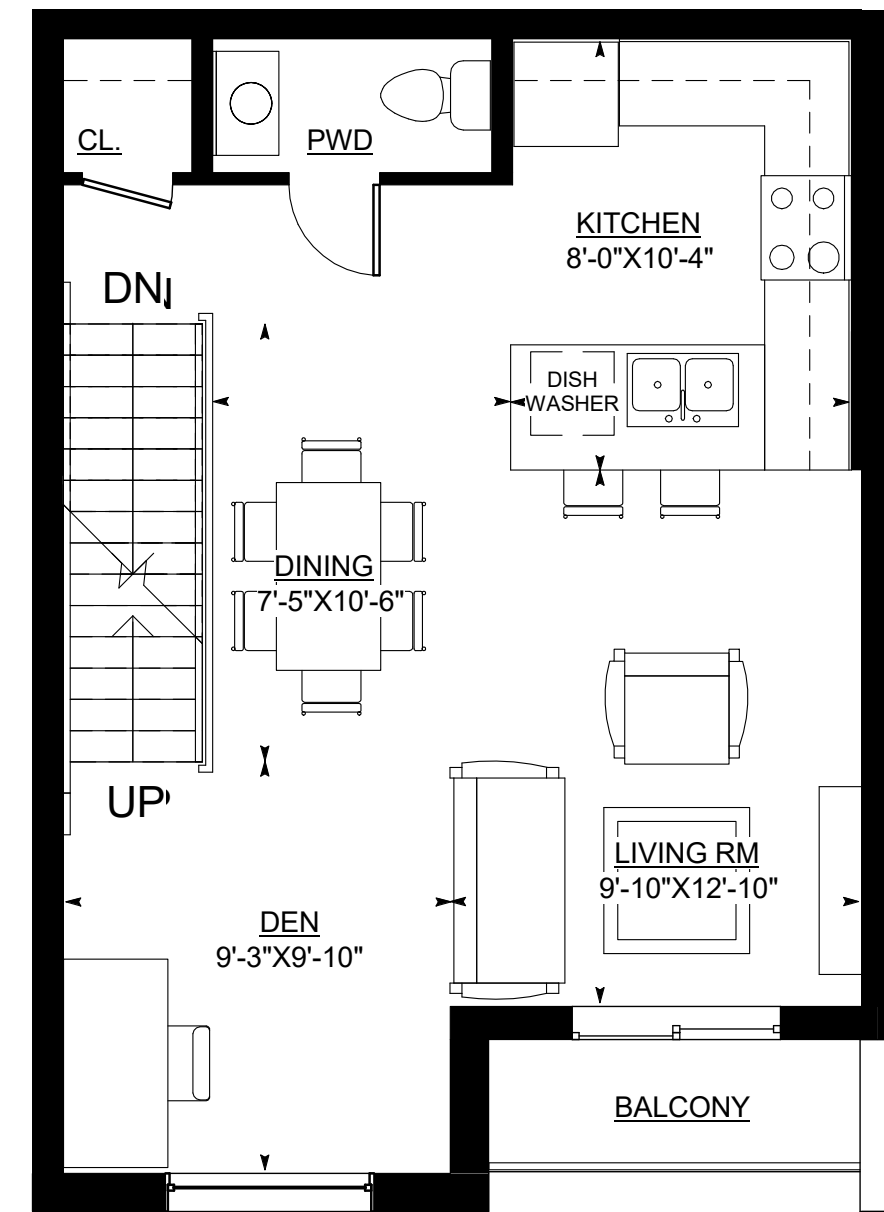 CL.
PWD
KITCHEN
8'-0"X10'-4"
DN
DISH
WASHER
DINING
7'-5"X10'-6"
UP
LIVING RM
9'-10"X12'-10"
DEN
9'-3"X9'-10"
BALCONY